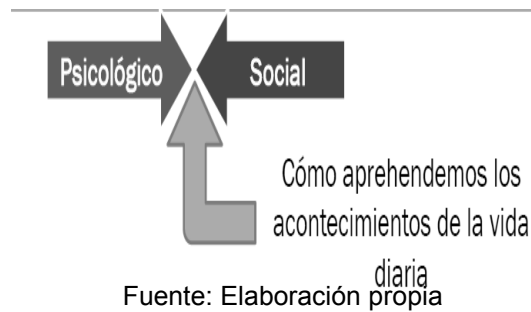 Psicológico
Social
Cómo aprehendemos los
acontecimientos de la vida
diaria
Fuente: Elaboración propia